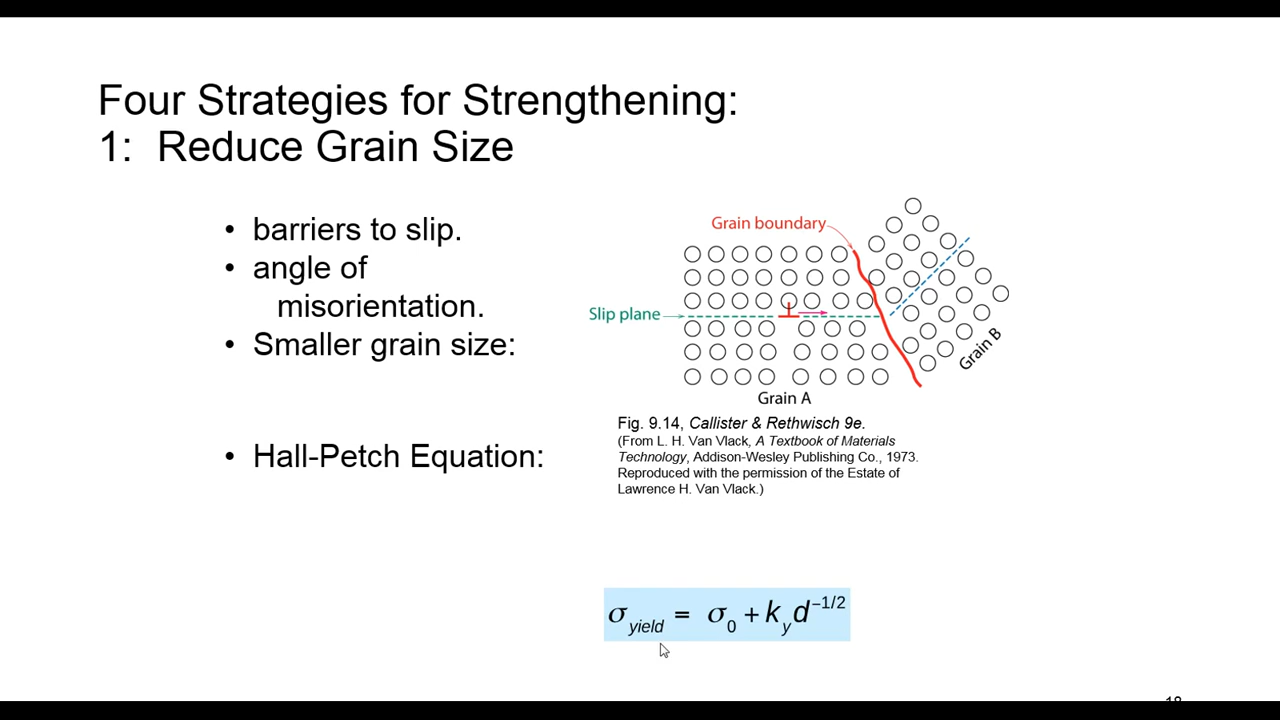 Four Strategies for Strengthening:
1: Reduce Grain Size
• barriers to slip.
• angle of
misorientation.
• Smaller grain size:
• Hall-Petch Equation:
Grain boundary
Slip plane
Grain A
Grain B
Fig. 9.14, Callister & Rethwisch 9e.
(From L. H. Van Vlack, A Textbook of Materials
Technology, Addison-Wesley Publishing Co., 1973.
Reproduced with the permission of the Estate of
Lawrence H. Van Vlack.)
σ_yield = σ_0 + k_y d^{−1/2}